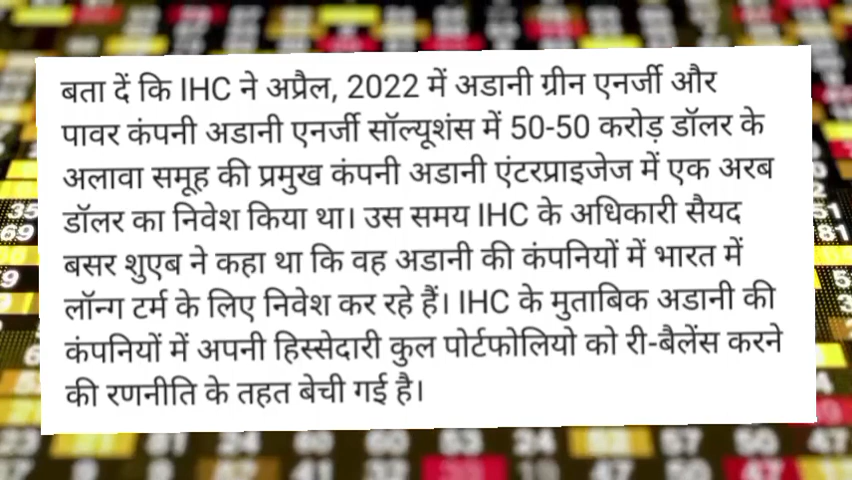 बता दें कि IHC ने अप्रैल, 2022 में अडानी ग्रीन एनर्जी और
पावर कंपनी अडानी एनर्जी सॉल्यूशंस में 50-50 करोड़ डॉलर के
अलावा समूह की प्रमुख कंपनी अडानी एंटरप्राइजेज में एक अरब
डॉलर का निवेश किया था। उस समय IHC के अधिकारी सैयद
बसर शुएब ने कहा था कि वह अडानी की कंपनियों में भारत में
लॉन्ग टर्म के लिए निवेश कर रहे हैं। IHC के मुताबिक अडानी की
कंपनियों में अपनी हिस्सेदारी कुल पोर्टफोलियो को री-बैलेंस करने
की रणनीति के तहत बेची गई है।